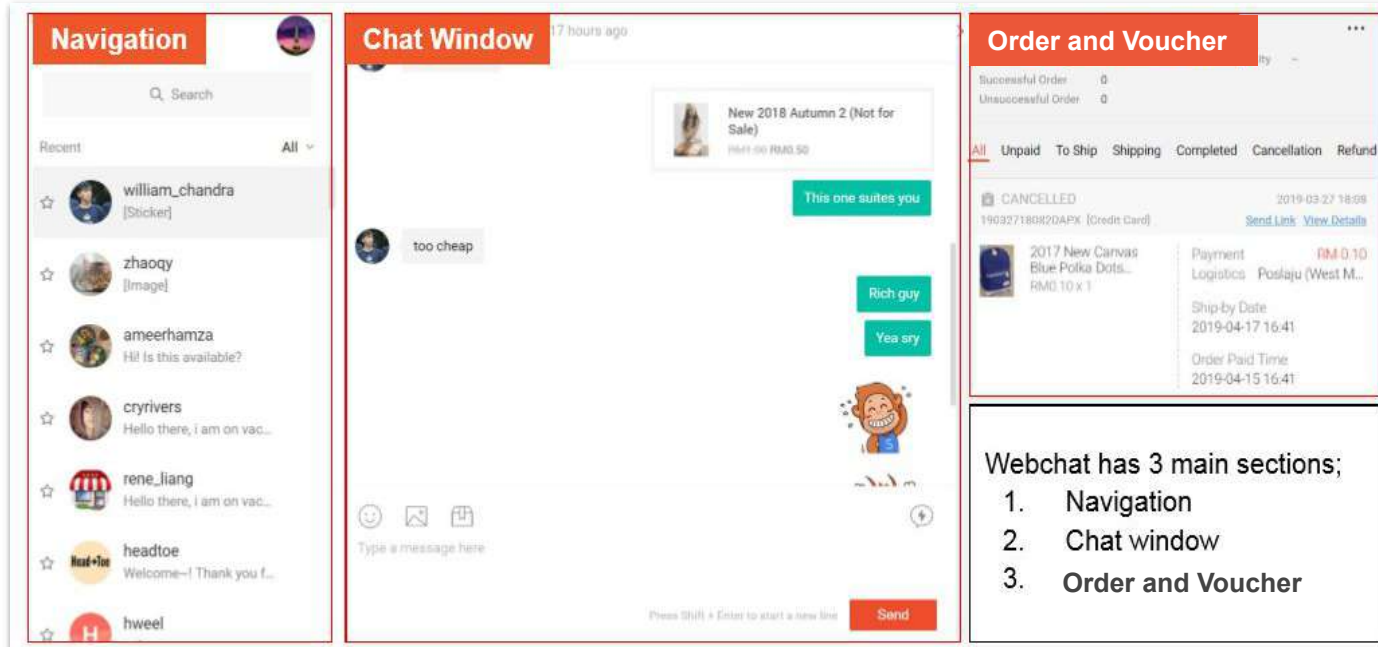 Navigation
Search
Recent
All
william_chandra
[Sticker]
zhaoqy
[Image]
ameerhamza
Hi! Is this available?
cryrivers
Hello there, i am on vac...
rene_liang
Hello there, i am on vac...
Head→Toe
headtoe
Welcome~! Thank you f...
H
hweel
Chat Window
17 hours ago
New 2018 Autumn 2 (Not for
Sale)
RM1.00 RM0.50
This one suites you
too cheap
Rich guy
Yea sry
S
Type a message here
Press Shift + Enter to start a new line
Send
Order and Voucher
Successful Order 0
Unsuccessful Order 0
All Unpaid To Ship Shipping Completed Cancellation Refund
CANCELLED 2019-03-27 18:08
190327180820APX [Credit Card] Send Link View Details
2017 New Canvas
Blue Polka Dots...
RM0.10 x 1
Payment RM 0.10
Logistics Poslaju (West M...
Ship-by Date
2019-04-17 16:41
Order Paid Time
2019-04-15 16:41
Webchat has 3 main sections;
1. Navigation
2. Chat window
3. Order and Voucher